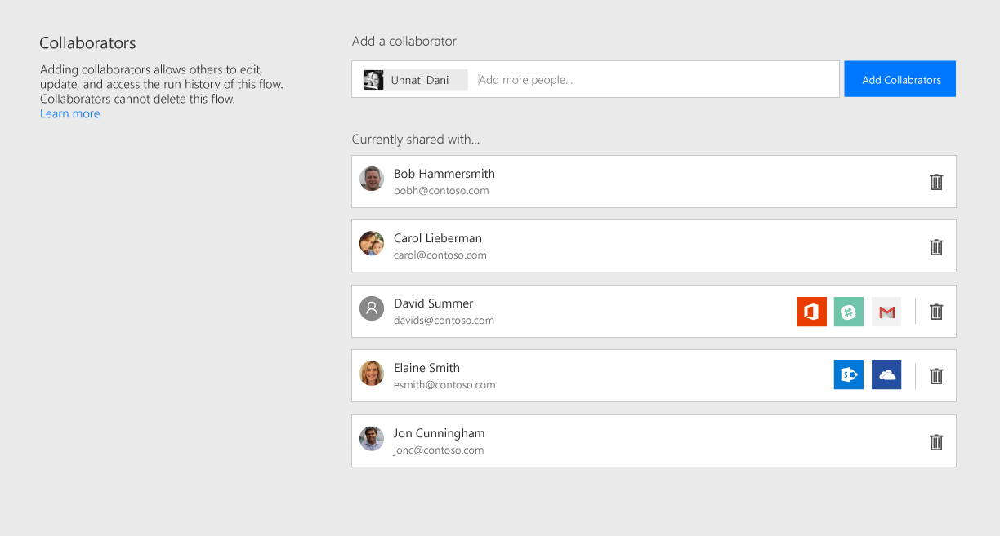 Collaborators
Adding collaborators allows others to edit,
update, and access the run history of this flow.
Collaborators cannot delete this flow.
Learn more
Add a collaborator
Unnati Dani
Add more people...
Add Collabrators
Currently shared with...
Bob Hammersmith
bobh@contoso.com
Carol Lieberman
carol@contoso.com
David Summer
davids@contoso.com
Elaine Smith
esmith@contoso.com
Jon Cunningham
jonc@contoso.com